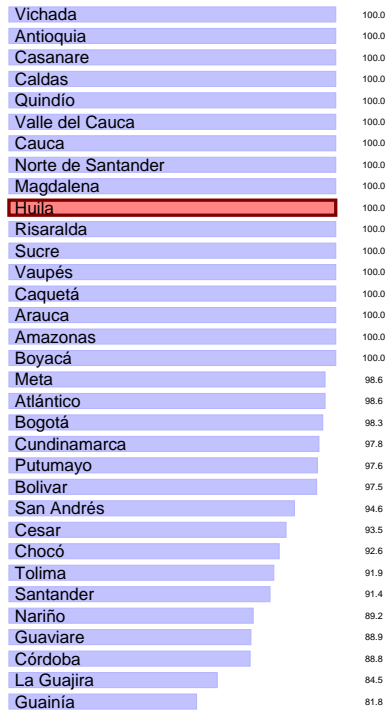 Vichada 100.0
Antioquia 100.0
Casanare 100.0
Caldas 100.0
Quindío 100.0
Valle del Cauca 100.0
Cauca 100.0
Norte de Santander 100.0
Magdalena 100.0
Huila 100.0
Risaralda 100.0
Sucre 100.0
Vaupés 100.0
Caquetá 100.0
Arauca 100.0
Amazonas 100.0
Boyacá 100.0
Meta 98.6
Atlántico 98.6
Bogotá 98.3
Cundinamarca 97.8
Putumayo 97.6
Bolivar 97.5
San Andrés 94.6
Cesar 93.5
Chocó 92.6
Tolima 91.9
Santander 91.4
Nariño 89.2
Guaviare 88.9
Córdoba 88.8
La Guajira 84.5
Guainía 81.8